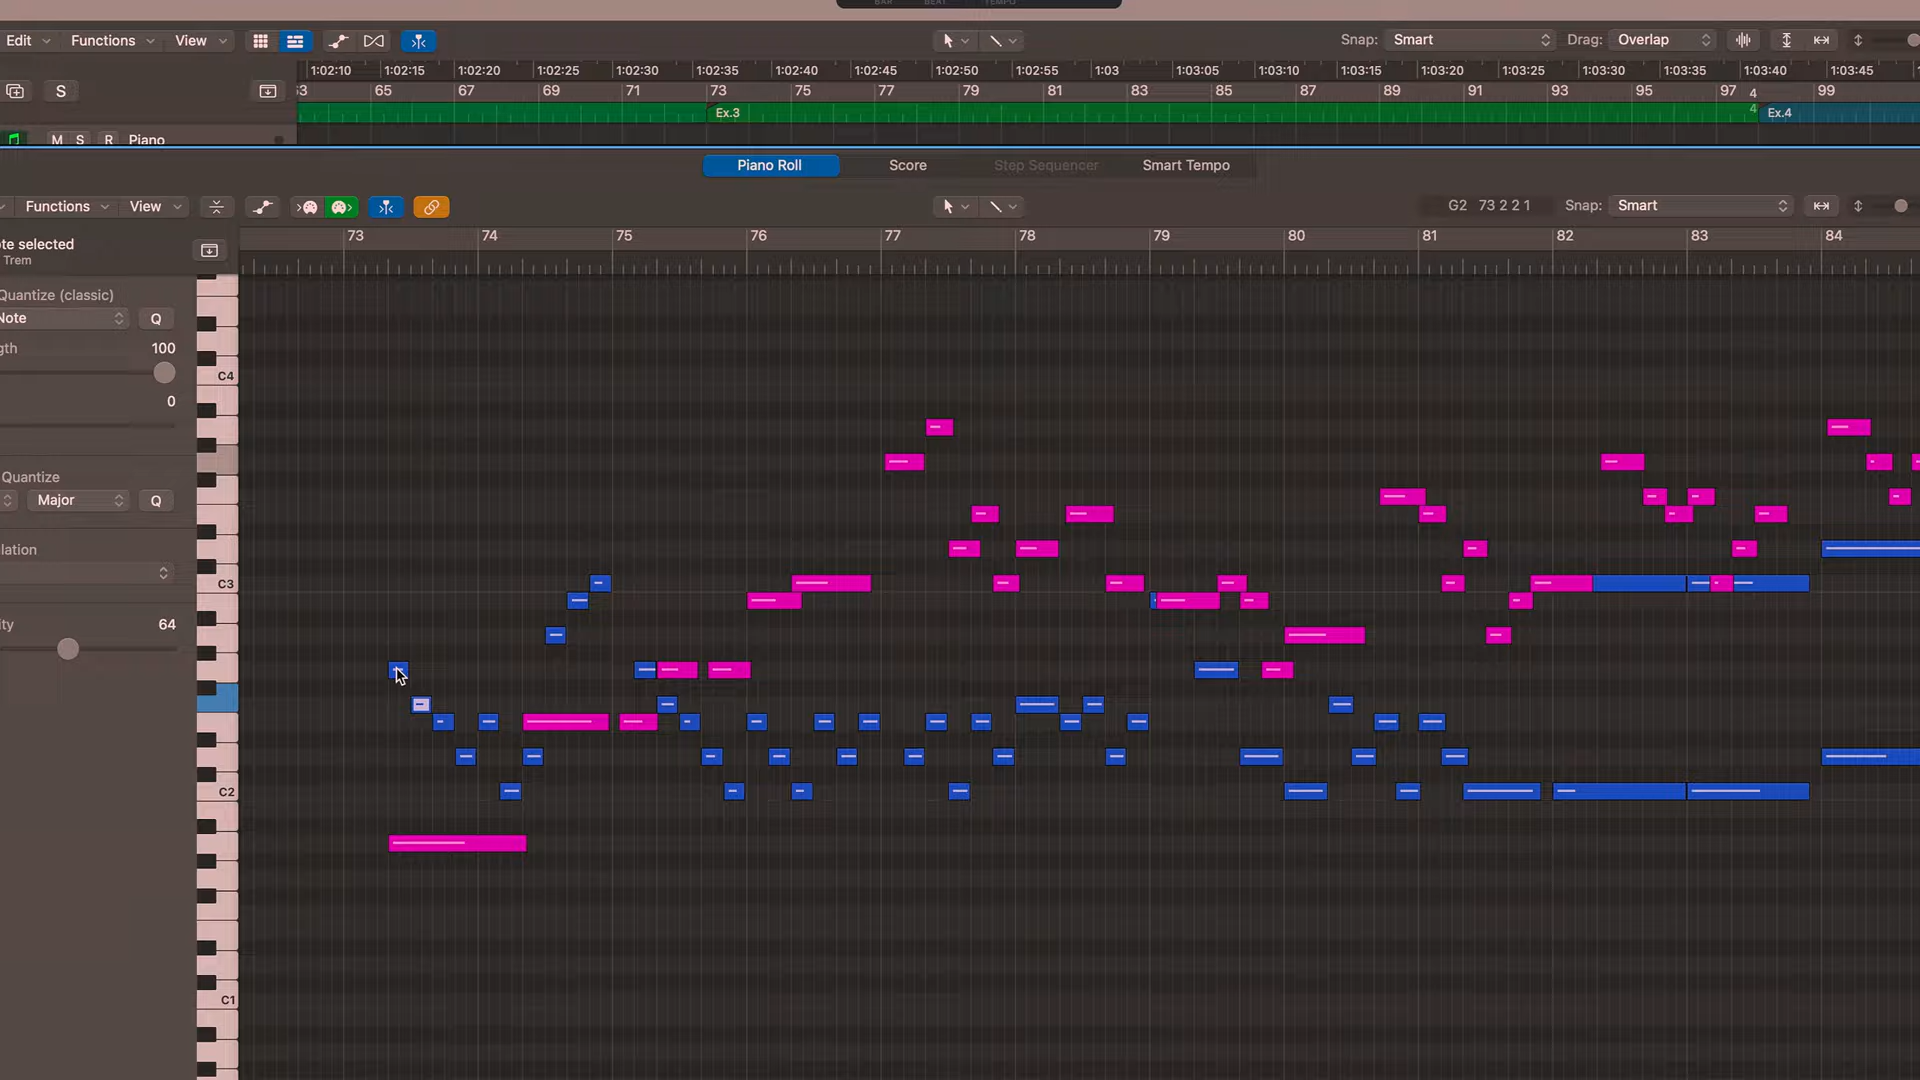 BAR BEAT TEMPO
Edit Functions View Snap: Smart Drag: Overlap
1:02:10 1:02:15 1:02:20 1:02:25 1:02:30 1:02:35 1:02:40 1:02:45 1:02:50 1:02:55 1:03 1:03:05 1:03:10 1:03:15 1:03:20 1:03:25 1:03:30 1:03:35 1:03:40 1:03:45
S 63 65 67 69 71 73 75 77 79 81 83 85 87 89 91 93 95 97 4 99
4
Ex.3 Ex.4
M S R Piano
Piano Roll Score Step Sequencer Smart Tempo
Functions View G2 73 2 2 1 Snap: Smart
73 74 75 76 77 78 79 80 81 82 83 84
te selected
Trem
Quantize (classic)
Note Q
gth 100
C4
0
Quantize
Major Q
lation
C3
ity 64
C2
C1